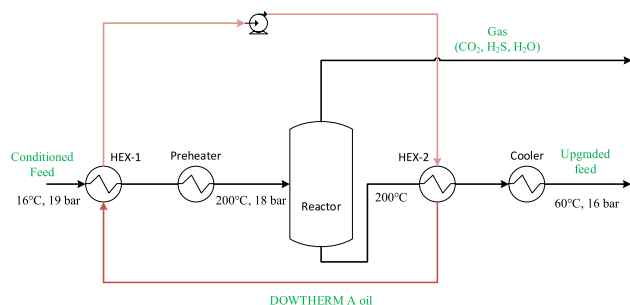 Gas
(CO₂, H₂S, H₂O)
Conditioned
Feed
HEX-1
Preheater
HEX-2
Cooler
Upgraded
feed
16°C, 19 bar
200°C, 18 bar
Reactor
200°C
60°C, 16 bar
DOWTHERM A oil